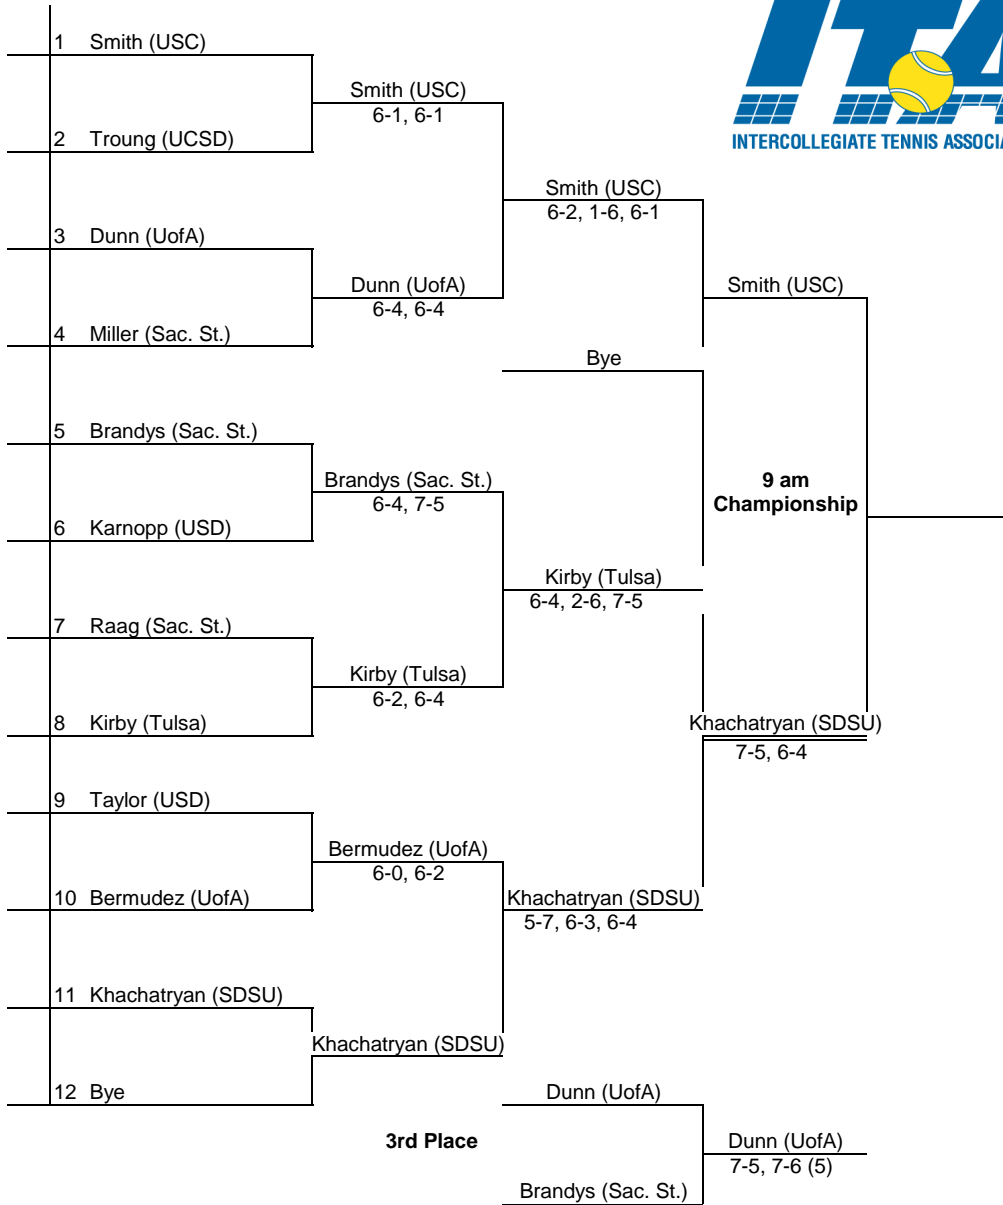 1 Smith (USC)
Smith (USC)
6-1, 6-1
2 Troung (UCSD)
Smith (USC)
6-2, 1-6, 6-1
3 Dunn (UofA)
Dunn (UofA)
6-4, 6-4
4 Miller (Sac. St.)
Smith (USC)
Bye
5 Brandys (Sac. St.)
Brandys (Sac. St.)
6-4, 7-5
6 Karnopp (USD)
9 am
Championship
Kirby (Tulsa)
6-4, 2-6, 7-5
7 Raag (Sac. St.)
Kirby (Tulsa)
6-2, 6-4
8 Kirby (Tulsa)
Khachatryan (SDSU)
7-5, 6-4
9 Taylor (USD)
Bermudez (UofA)
6-0, 6-2
10 Bermudez (UofA)
Khachatryan (SDSU)
5-7, 6-3, 6-4
11 Khachatryan (SDSU)
Khachatryan (SDSU)
12 Bye
Dunn (UofA)
3rd Place
Dunn (UofA)
7-5, 7-6 (5)
Brandys (Sac. St.)
ITA
INTERCOLLEGIATE TENNIS ASSOCI